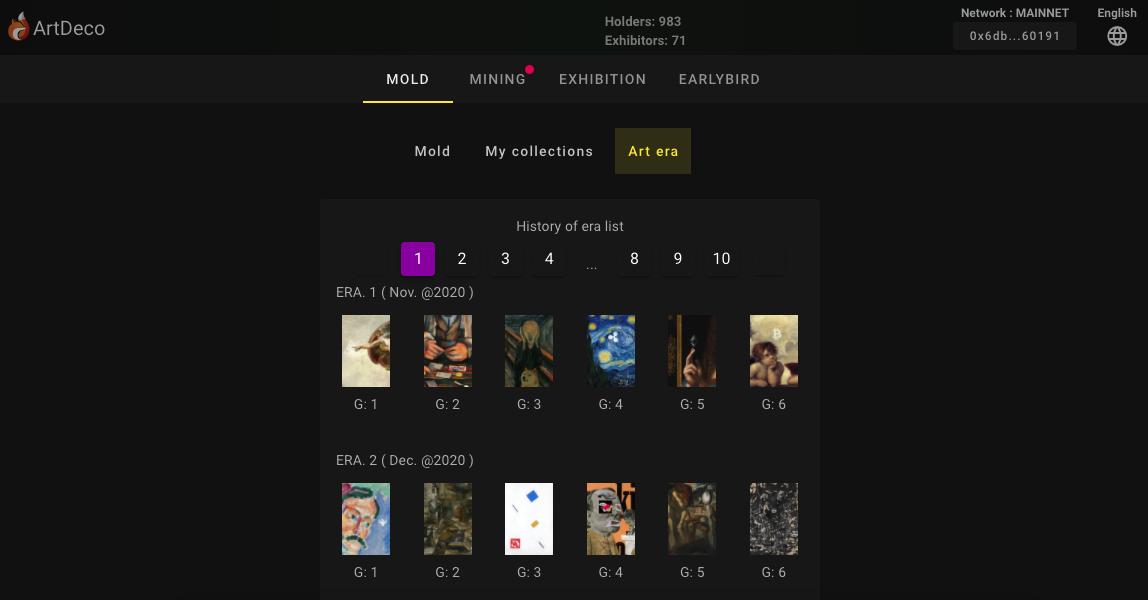 ArtDeco
Holders: 983
Exhibitors: 71
Network : MAINNET
0x6db...60191
English
MOLD
MINING
EXHIBITION
EARLYBIRD
Mold
My collections
Art era
History of era list
1 2 3 4 ... 8 9 10
ERA. 1 ( Nov. @2020 )
G: 1 G: 2 G: 3 G: 4 G: 5 G: 6
ERA. 2 ( Dec. @2020 )
G: 1 G: 2 G: 3 G: 4 G: 5 G: 6